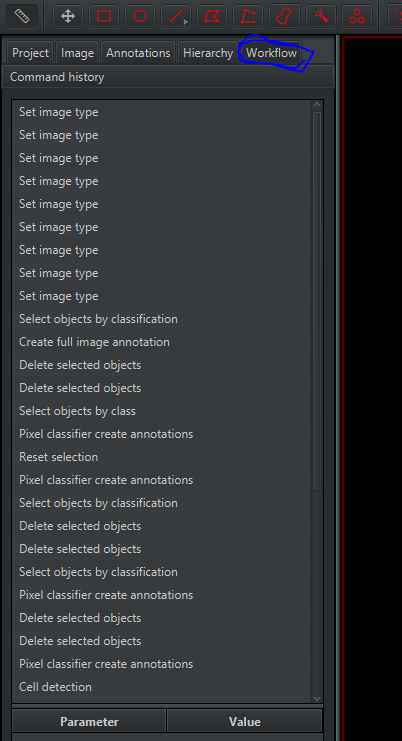 Project Image Annotations Hierarchy Workflow
Command history
Set image type
Set image type
Set image type
Set image type
Set image type
Set image type
Set image type
Set image type
Set image type
Select objects by classification
Create full image annotation
Delete selected objects
Delete selected objects
Select objects by class
Pixel classifier create annotations
Reset selection
Pixel classifier create annotations
Select objects by classification
Delete selected objects
Delete selected objects
Select objects by classification
Pixel classifier create annotations
Delete selected objects
Delete selected objects
Pixel classifier create annotations
Cell detection
Parameter Value